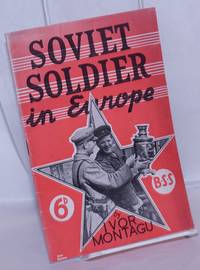 SOVIET
SOLDIER
in Europe
6D
BSS
by
IVOR
MONTAGU